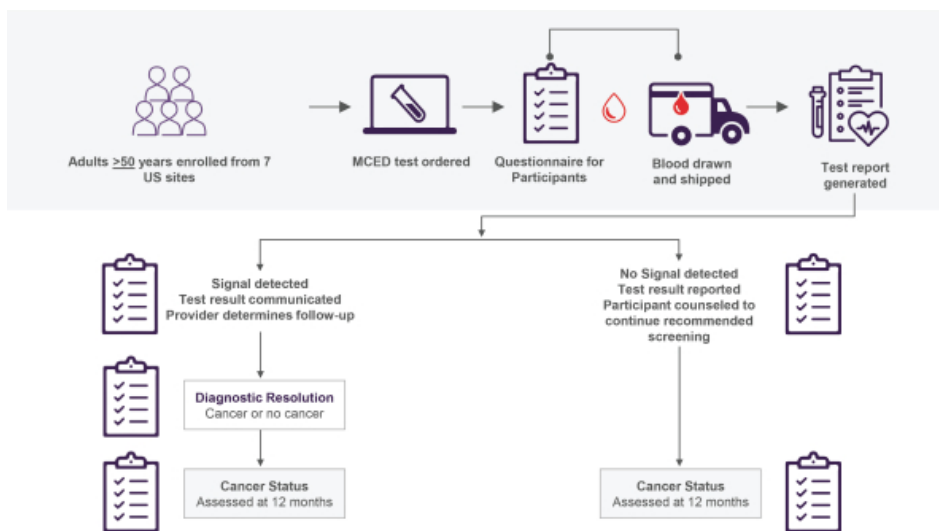 Adults >50 years enrolled from 7
US sites
MCED test ordered
Questionnaire for
Participants
Blood drawn
and shipped
Test report
generated
Signal detected
Test result communicated
Provider determines follow-up
No Signal detected
Test result reported
Participant counseled to
continue recommended
screening
Diagnostic Resolution
Cancer or no cancer
Cancer Status
Assessed at 12 months
Cancer Status
Assessed at 12 months